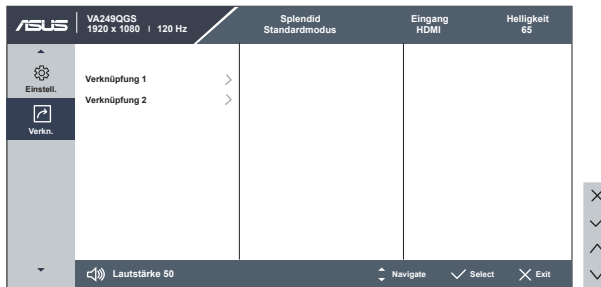 ASUS
VA249QGS
1920 x 1080 | 120 Hz
Splendid
Standardmodus
Eingang
HDMI
Helligkeit
65
Einstell.
Verkn.
Verknüpfung 1
Verknüpfung 2
Lautstärke 50
Navigate
Select
Exit